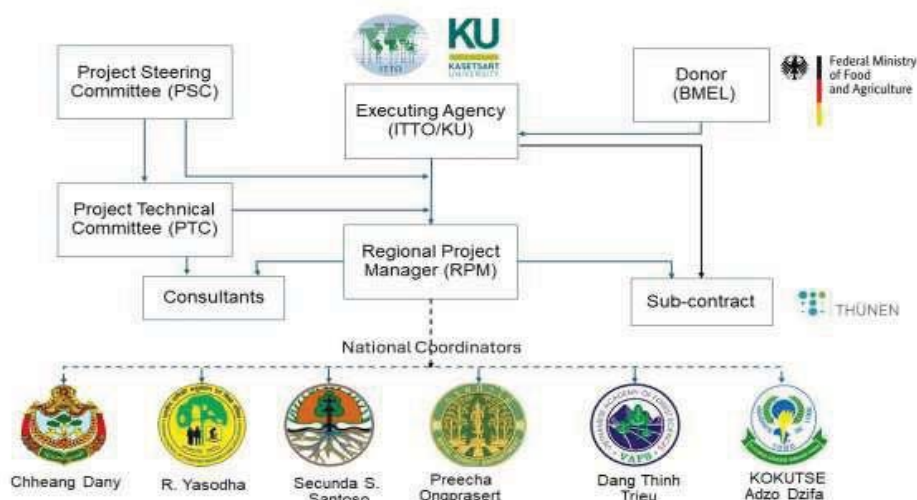 ITTO
KU
KASETSART
UNIVERSITY
Project Steering
Committee (PSC)
Executing Agency
(ITTO/KU)
Donor
(BMEL)
Federal Ministry
of Food
and Agriculture
Project Technical
Committee (PTC)
Regional Project
Manager (RPM)
Consultants
Sub-contract
THÜNEN
National Coordinators
VAFS
Chheang Dany
R. Yasodha
Secunda S.
Santoso
Preecha
Ongprasert
Dang Thinh
Trieu
KOKUTSE
Adzo Dzifa